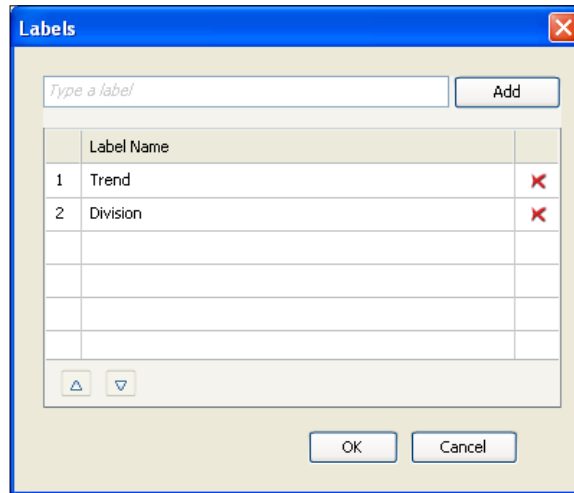 Labels
Type a label
Add
Label Name
1 Trend
2 Division
OK Cancel